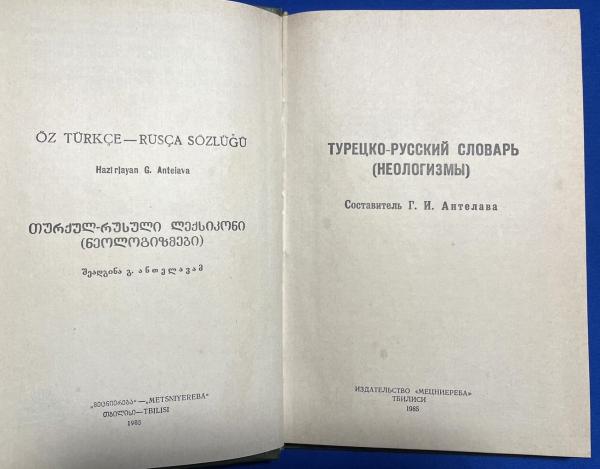 ÖZ TÜRKÇE—RUSÇA SÖZLÜĞÜ
Hazırlayan G. Antelava
თურქულ-რუსული ლექსიკონი
(ნეოლოგიზმები)
შეადგინა გ. ანთელავამ
„მეცნიერება“—„METSNIYEREBA“
თბილისი—TBILISI
1985
ТУРЕЦКО-РУССКИЙ СЛОВАРЬ
(НЕОЛОГИЗМЫ)
Составитель Г. И. Антелава
ИЗДАТЕЛЬСТВО «МЕЦНИЕРЕБА»
ТБИЛИСИ
1985